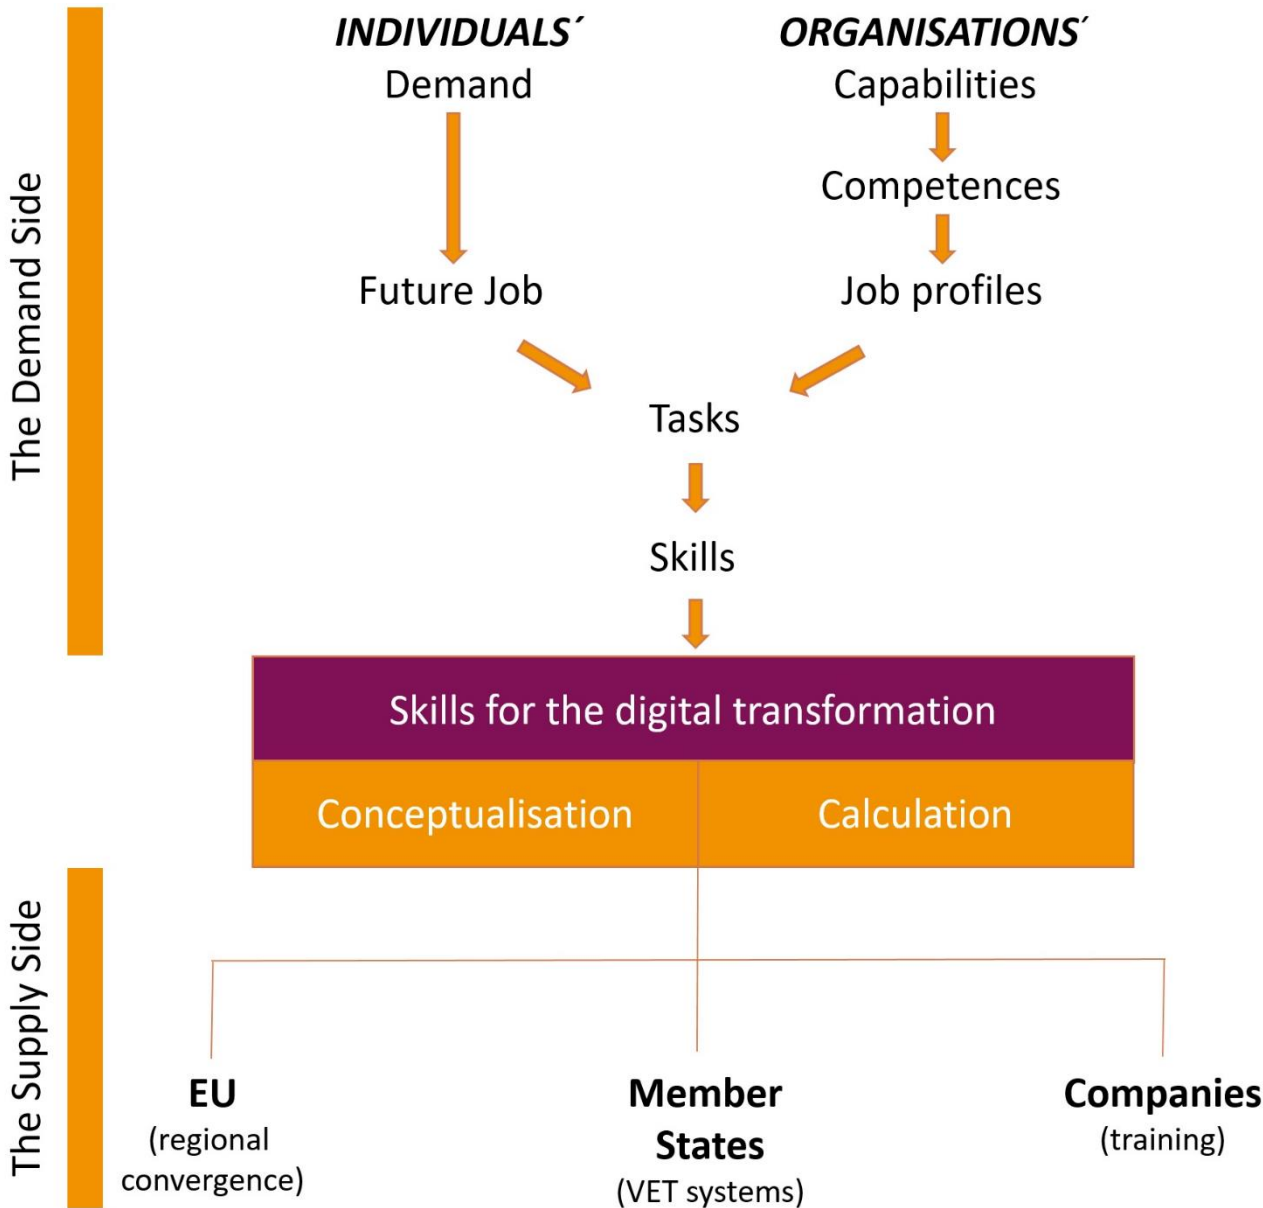 The Demand Side
INDIVIDUALS´
Demand
Future Job
ORGANISATIONS´
Capabilities
Competences
Job profiles
Tasks
Skills
Skills for the digital transformation
Conceptualisation
Calculation
The Supply Side
EU
(regional
convergence)
Member
States
(VET systems)
Companies
(training)